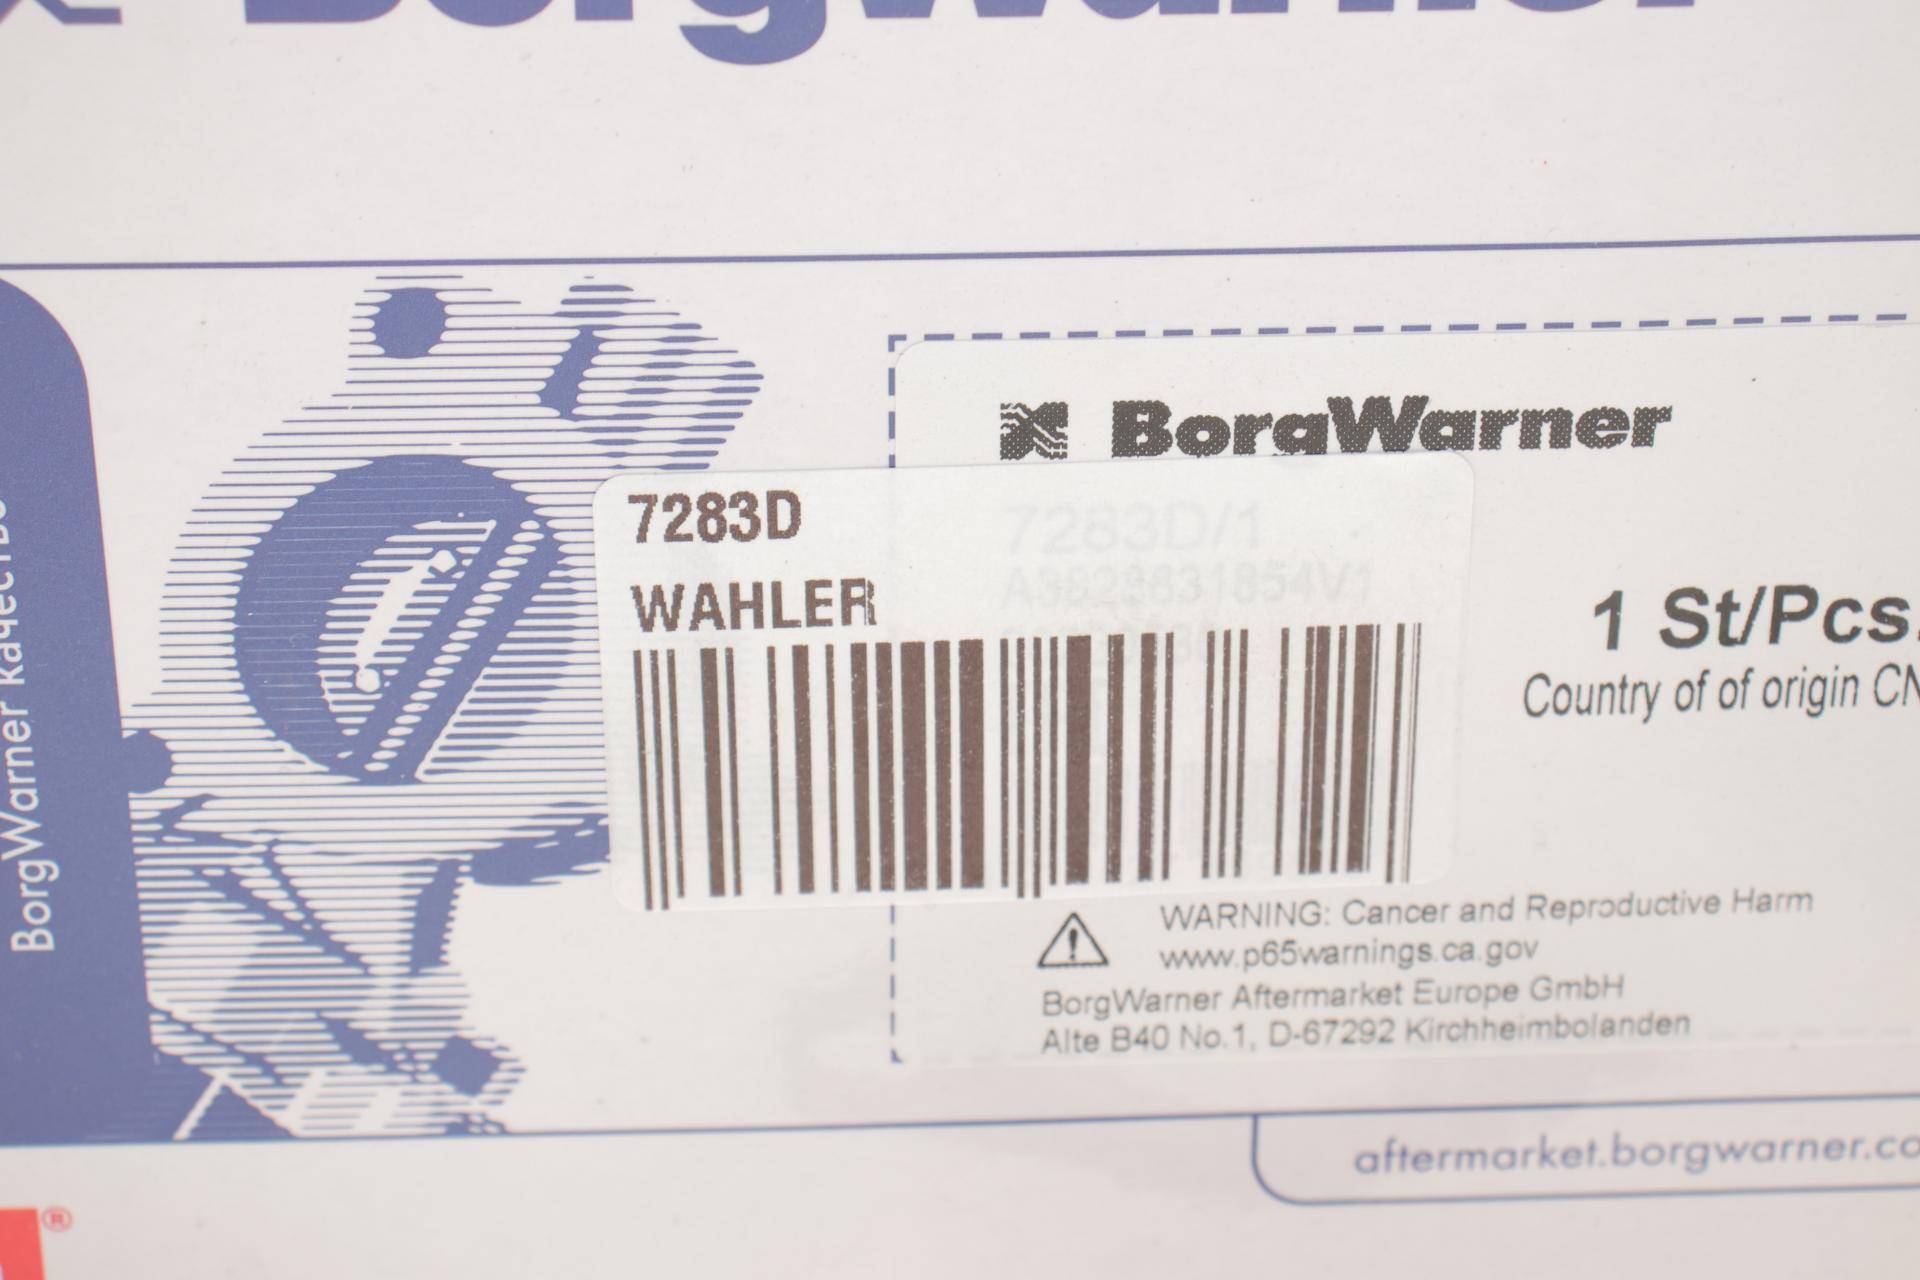 BorgWarner
BorgWarner
7283D/1
7283D
WAHLER
1 St/Pcs.
Country of of origin CN
WARNING: Cancer and Reproductive Harm
www.p65warnings.ca.gov
BorgWarner Aftermarket Europe GmbH
Alte B40 No.1, D-67292 Kirchheimbolanden
aftermarket.borgwarner.co
BorgWarner качество
®